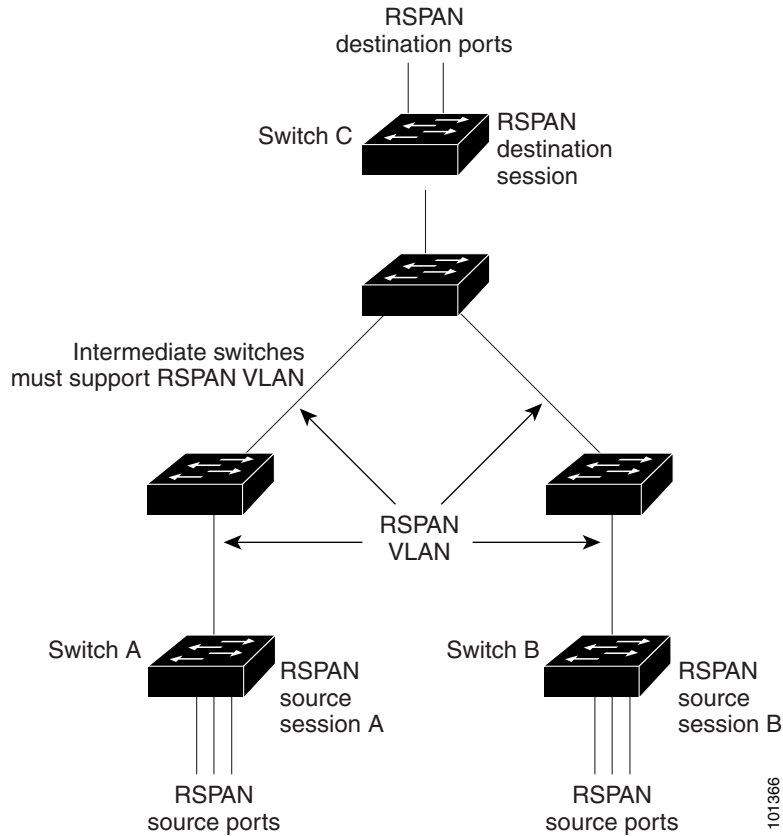 RSPAN
destination ports
Switch C
RSPAN
destination
session
Intermediate switches
must support RSPAN VLAN
RSPAN
VLAN
Switch A
RSPAN
source
session A
Switch B
RSPAN
source
session B
RSPAN
source ports
RSPAN
source ports
101366